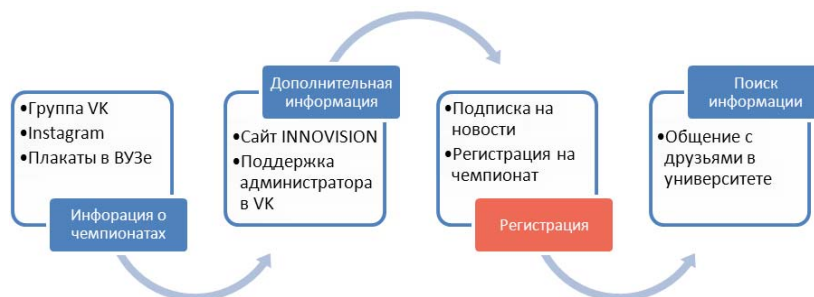 •Группа VK
•Instagram
•Плакаты в ВУЗе
Инфорация о
чемпионатах
Дополнительная
информация
•Сайт INNOVISION
•Поддержка
администратора
в VK
•Подписка на
новости
•Регистрация на
чемпионат
Регистрация
Поиск
информации
•Общение с
друзьями в
университете